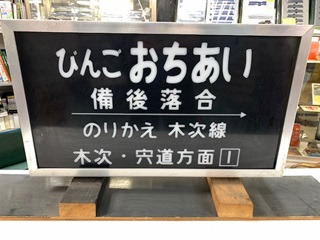 びんご おちあい
備後落合
のりかえ 木次線
木次・宍道方面 1